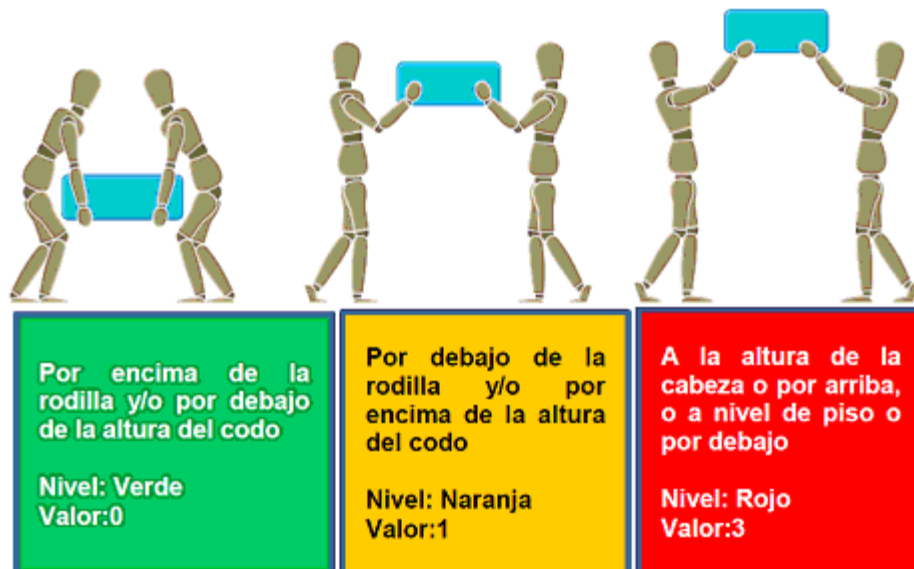 Por encima de la
rodilla y/o por debajo
de la altura del codo
Nivel: Verde
Valor:0
Por debajo de la
rodilla y/o por
encima de la altura
del codo
Nivel: Naranja
Valor:1
A la altura de la
cabeza o por arriba,
o a nivel de piso o
por debajo
Nivel: Rojo
Valor:3